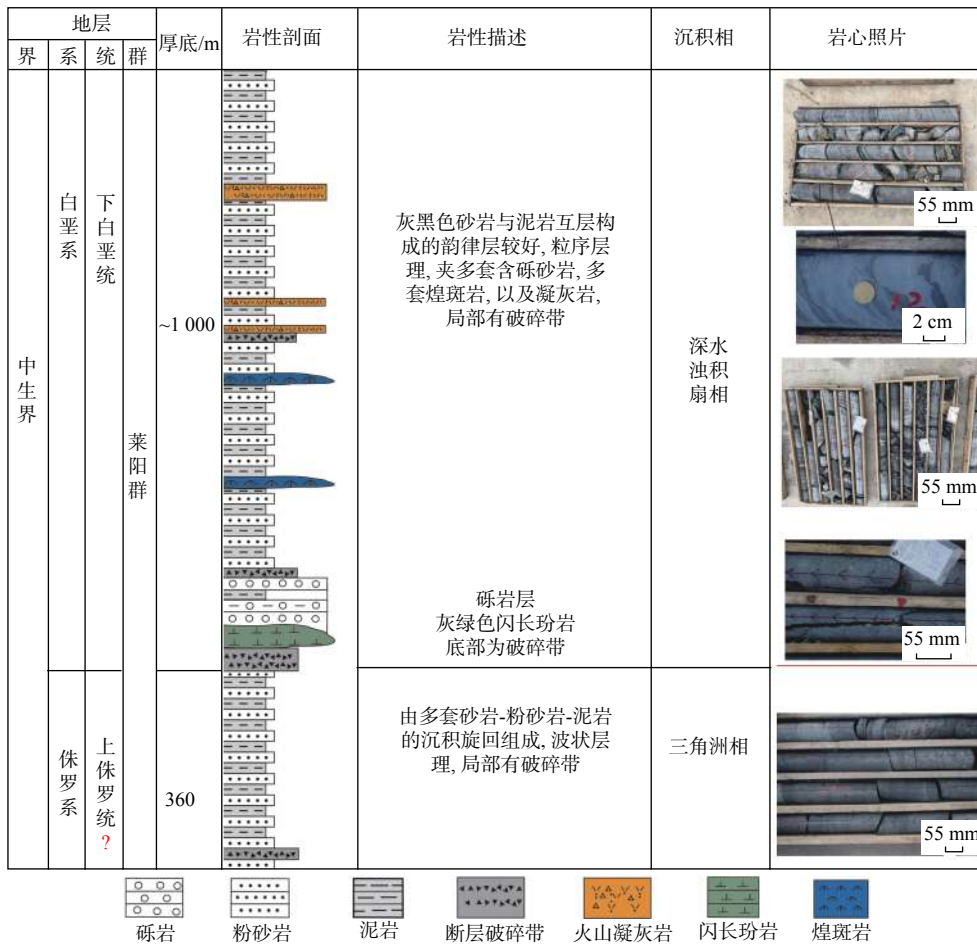 地层
界 系 统 群
厚底/m
岩性剖面
岩性描述
沉积相
岩心照片
中生界
白垩系
下白垩统
莱阳群
~1 000
灰黑色砂岩与泥岩互层构
成的韵律层较好, 粒序层
理, 夹多套含砾砂岩, 多
套煌斑岩, 以及凝灰岩,
局部有破碎带
砾岩层
灰绿色闪长玢岩
底部为破碎带
深水
浊积
扇相
55 mm
2 cm
55 mm
55 mm
侏罗系
上侏罗统
?
360
由多套砂岩-粉砂岩-泥岩
的沉积旋回组成, 波状层
理, 局部有破碎带
三角洲相
55 mm
砾岩 粉砂岩 泥岩 断层破碎带 火山凝灰岩 闪长玢岩 煌斑岩